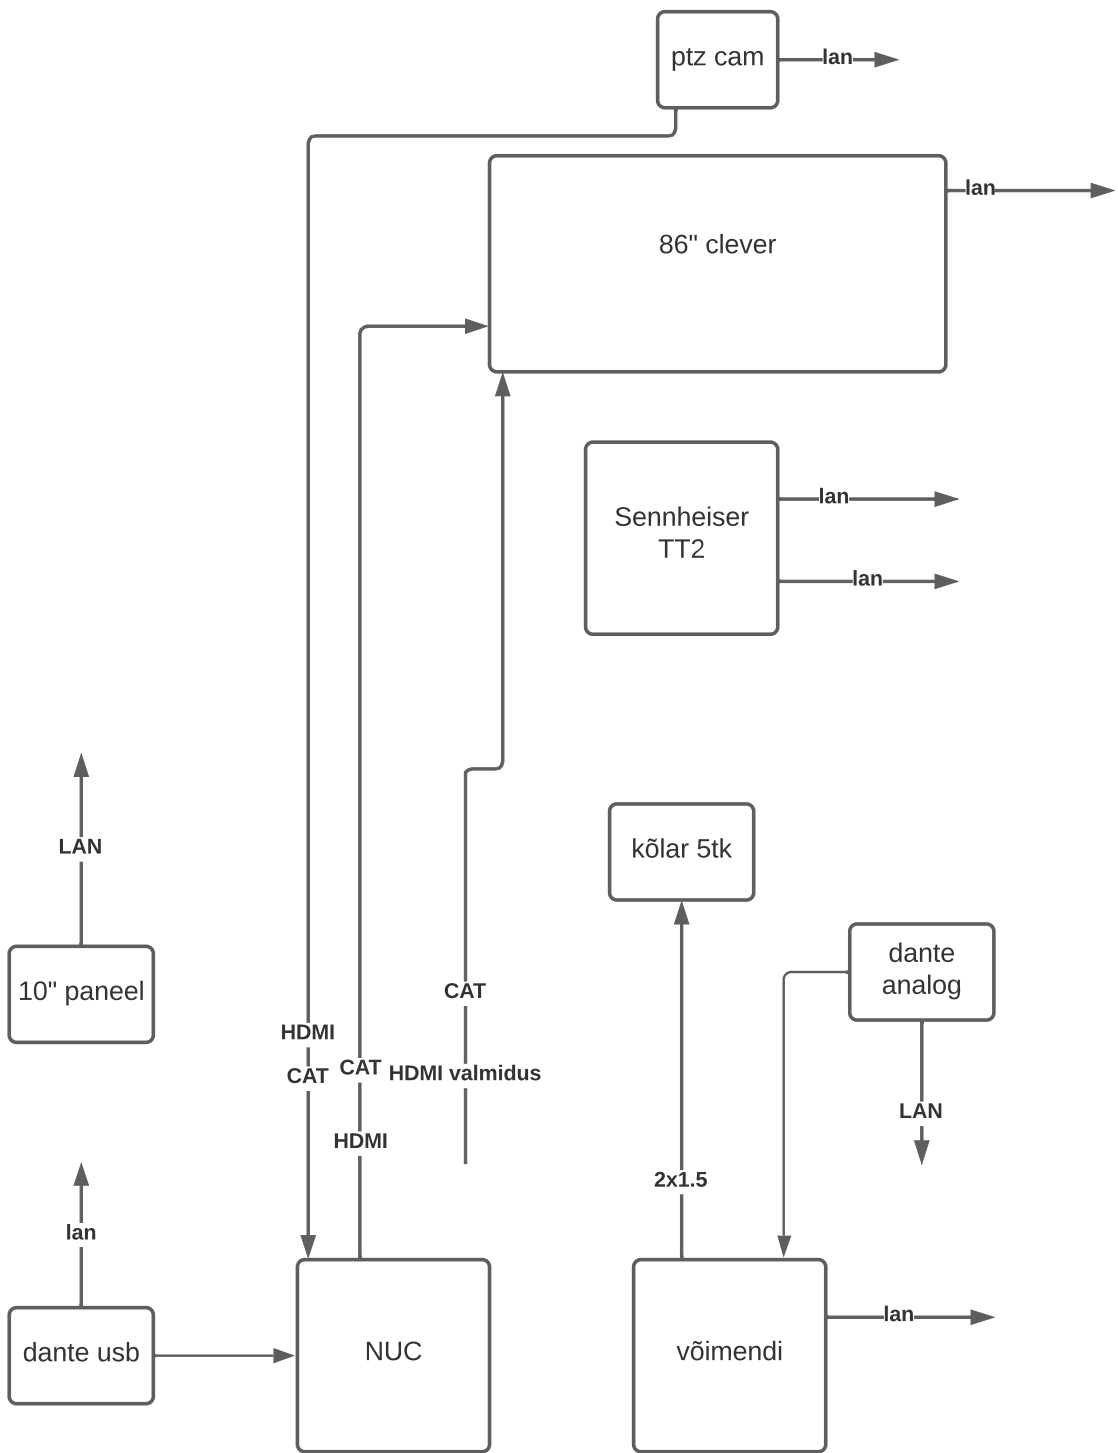 ptz cam
lan
lan
86" clever
lan
Sennheiser
TT2
lan
LAN
kõlar 5tk
dante
analog
10" paneel
CAT
HDMI
CAT
CAT
HDMI valmidus
LAN
HDMI
2x1.5
lan
lan
dante usb
NUC
võimendi